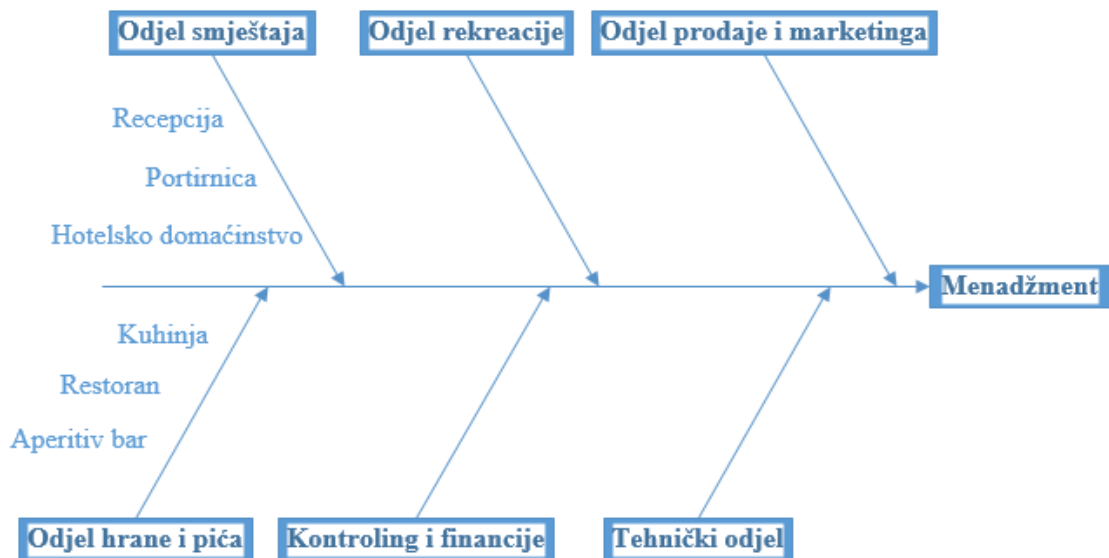 Odjel smještaja
Odjel rekreacije
Odjel prodaje i marketinga
Recepcija
Portirnica
Hotelsko domaćinstvo
Menadžment
Kuhinja
Restoran
Aperitiv bar
Odjel hrane i pića
Kontroling i financije
Tehnički odjel